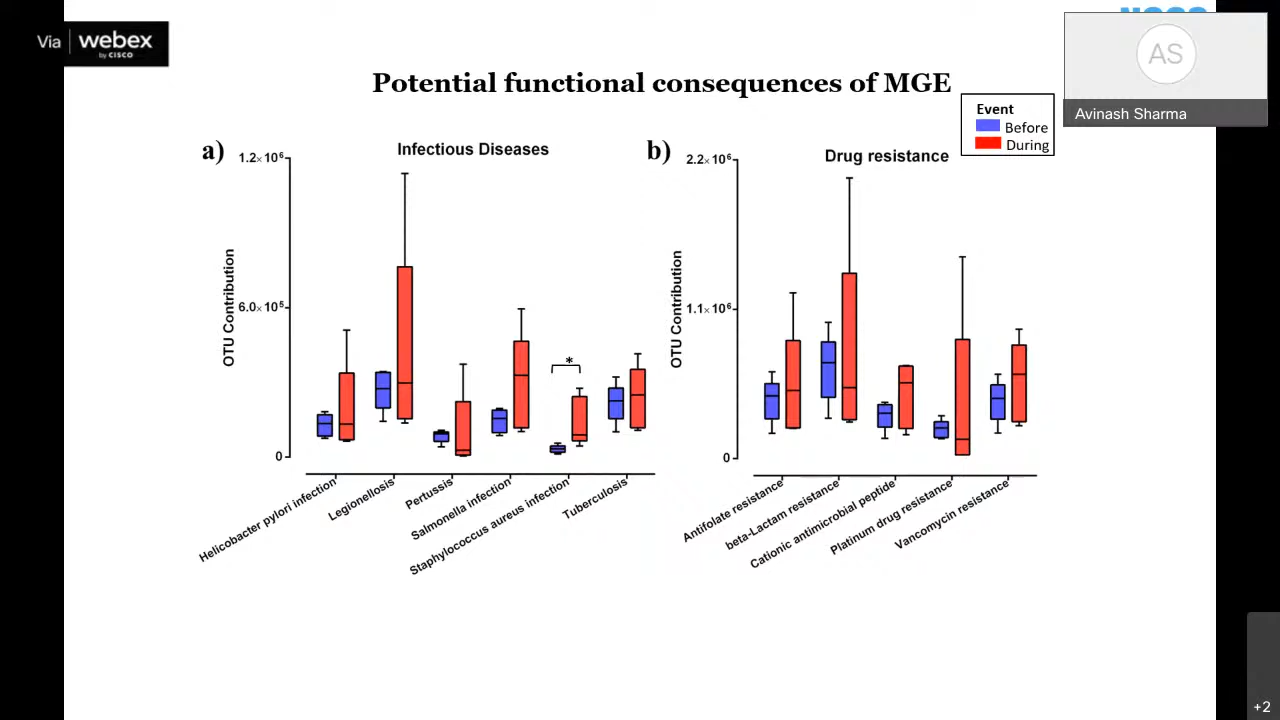 Via webex
by CISCO
AS
Avinash Sharma
Potential functional consequences of MGE
Event
Before
During
a)
Infectious Diseases
1.2×10⁶
6.0×10⁵
0
OTU Contribution
*
Helicobacter pylori infection
Legionellosis
Pertussis
Salmonella infection
Staphylococcus aureus infection
Tuberculosis
b)
Drug resistance
2.2×10⁶
1.1×10⁶
0
OTU Contribution
Antifolate resistance
beta-Lactam resistance
Cationic antimicrobial peptide
Platinum drug resistance
Vancomycin resistance
+2